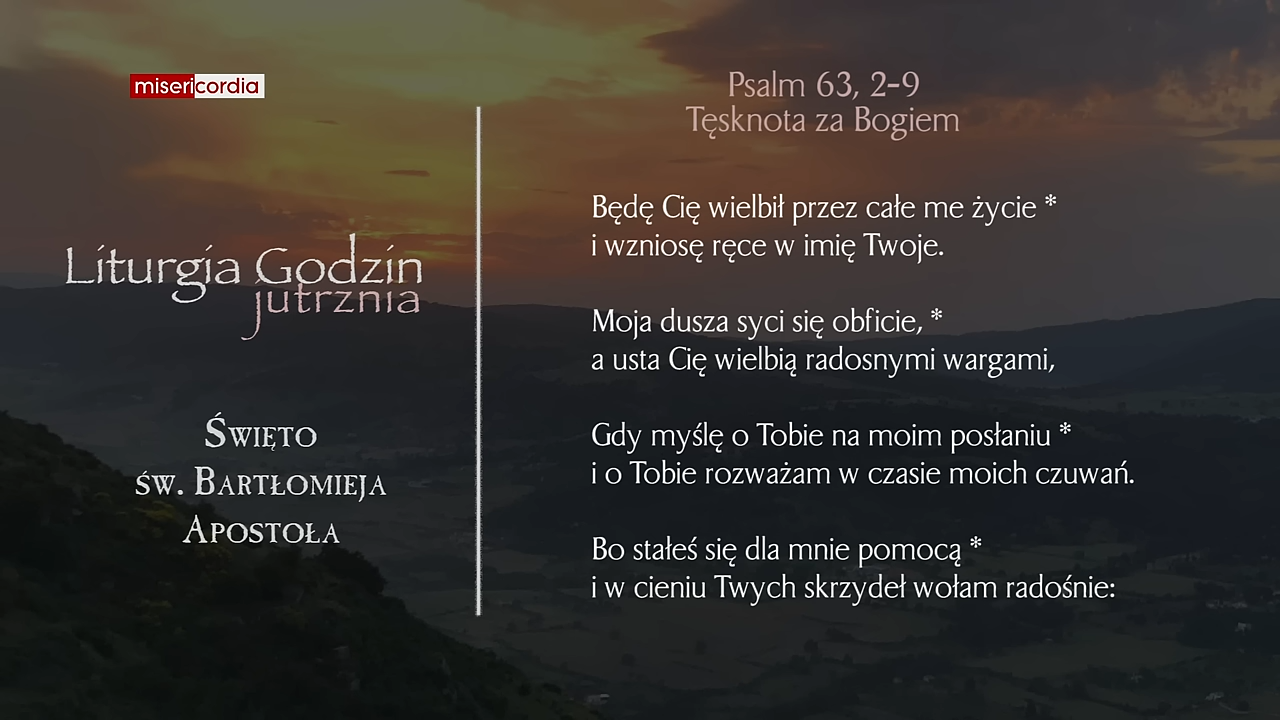 misericordia
Liturgia Godzin
jutrznia
Święto
św. Bartłomieja
Apostoła
Psalm 63, 2-9
Tęsknota za Bogiem
Będę Cię wielbił przez całe me życie *
i wzniosę ręce w imię Twoje.
Moja dusza syci się obficie, *
a usta Cię wielbią radosnymi wargami,
Gdy myślę o Tobie na moim posłaniu *
i o Tobie rozważam w czasie moich czuwań.
Bo stałeś się dla mnie pomocą *
i w cieniu Twych skrzydeł wołam radośnie: